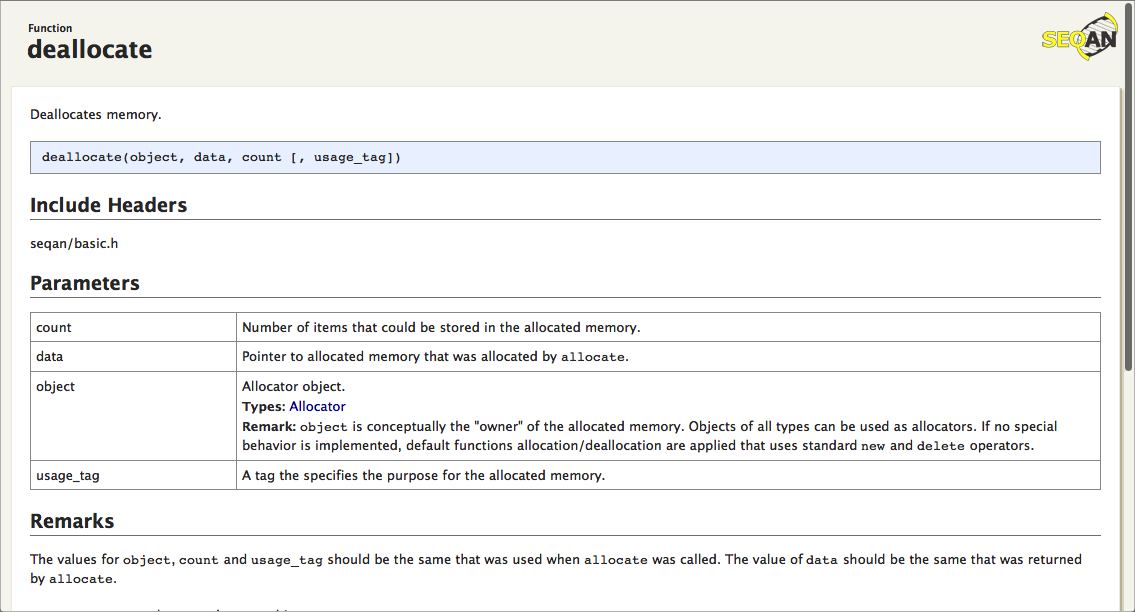 Function
deallocate
SEQAN
Deallocates memory.
deallocate(object, data, count [, usage_tag])
Include Headers
seqan/basic.h
Parameters
count Number of items that could be stored in the allocated memory.
data Pointer to allocated memory that was allocated by allocate.
object Allocator object.
Types: Allocator
Remark: object is conceptually the "owner" of the allocated memory. Objects of all types can be used as allocators. If no special
behavior is implemented, default functions allocation/deallocation are applied that uses standard new and delete operators.
usage_tag A tag the specifies the purpose for the allocated memory.
Remarks
The values for object, count and usage_tag should be the same that was used when allocate was called. The value of data should be the same that was returned
by allocate.